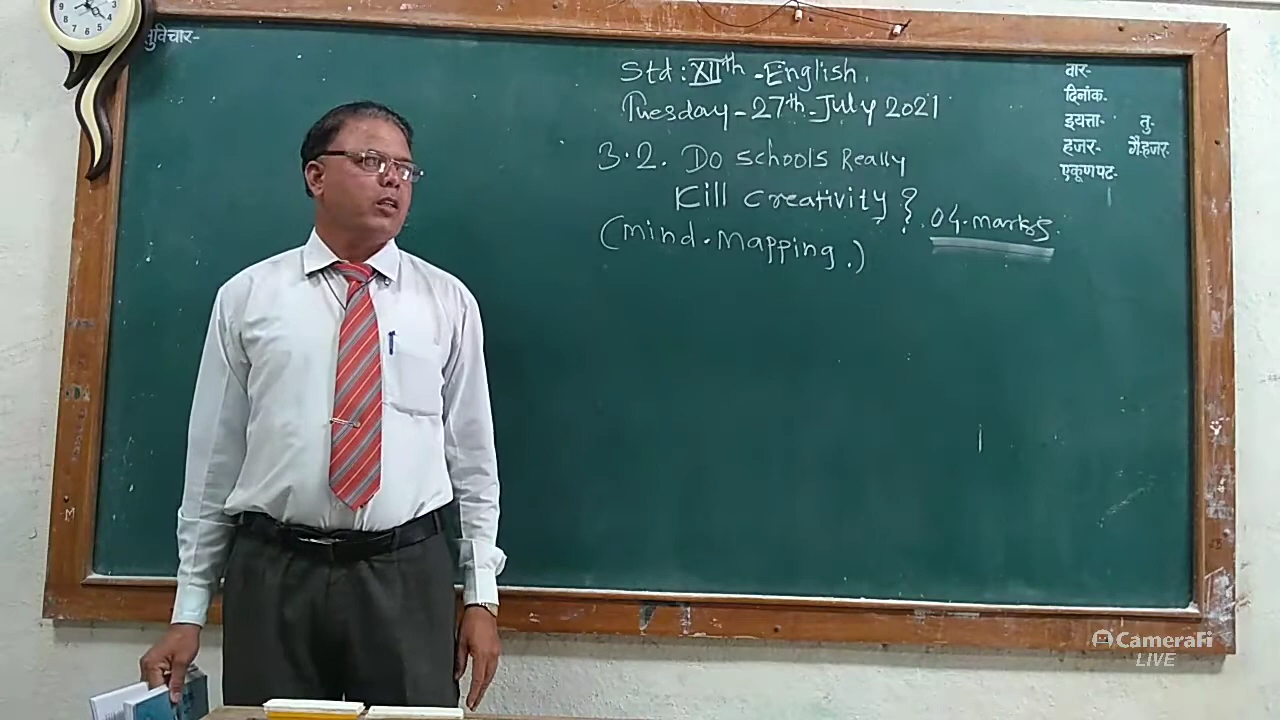 तुविचार-
Std: XIIth - English.
Tuesday - 27th July 2021
3.2. Do schools Really
Kill creativity?
(mind. mapping.)
04. marks.
वार-
दिनांक.
इयत्ता- तु-
हजर- गै.हजर
एकूणपट-
M
CameraFi
LIVE